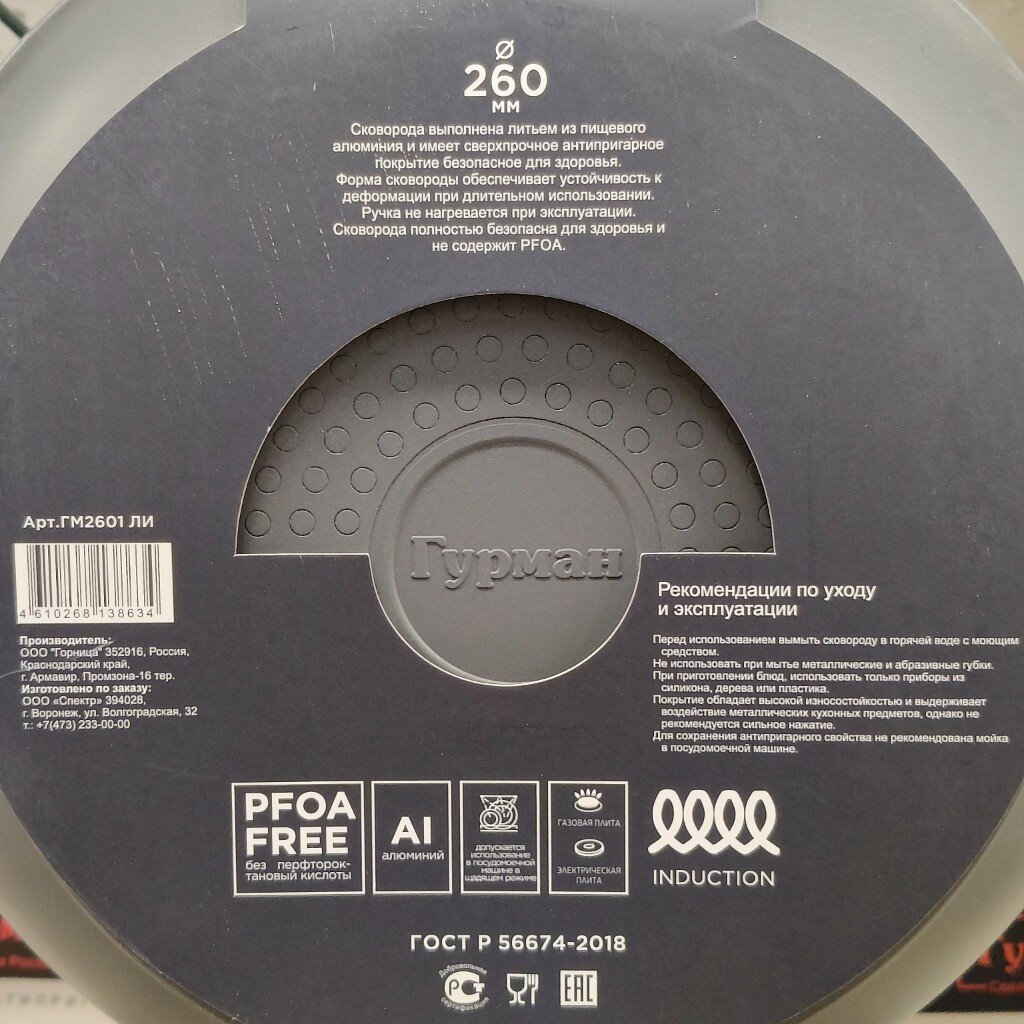 Ø
260
ММ
Сковорода выполнена литьем из пищевого
алюминия и имеет сверхпрочное антипригарное
покрытие безопасное для здоровья.
Форма сковороды обеспечивает устойчивость к
деформации при длительном использовании.
Ручка не нагревается при эксплуатации.
Сковорода полностью безопасна для здоровья и
не содержит PFOA.
Гурман
Арт.ГМ2601 ЛИ
4 610268 138634
Производитель:
ООО "Горница" 352916, Россия,
Краснодарский край,
г. Армавир, Промзона-16 тер.
Изготовлено по заказу:
ООО «Спектр» 394028,
г. Воронеж, ул. Волгоградская, 32
т.: +7(473) 233-00-00
Рекомендации по уходу
и эксплуатации
Перед использованием вымыть сковороду в горячей воде с моющим
средством.
Не использовать при мытье металлические и абразивные губки.
При приготовлении блюд, использовать только приборы из
силикона, дерева или пластика.
Покрытие обладает высокой износостойкостью и выдерживает
воздействие металлических кухонных предметов, однако не
рекомендуется сильное нажатие.
Для сохранения антипригарного свойства не рекомендована мойка
в посудомоечной машине.
PFOA
FREE
без перфторок-
тановый кислоты
Al
алюминий
допускается
использование
в посудомоечной
машине в
щадящем режиме
ГАЗОВАЯ ПЛИТА
ЭЛЕКТРИЧЕСКАЯ
ПЛИТА
INDUCTION
ГОСТ Р 56674-2018
Добровольная
РСТ
сертификация
EAC